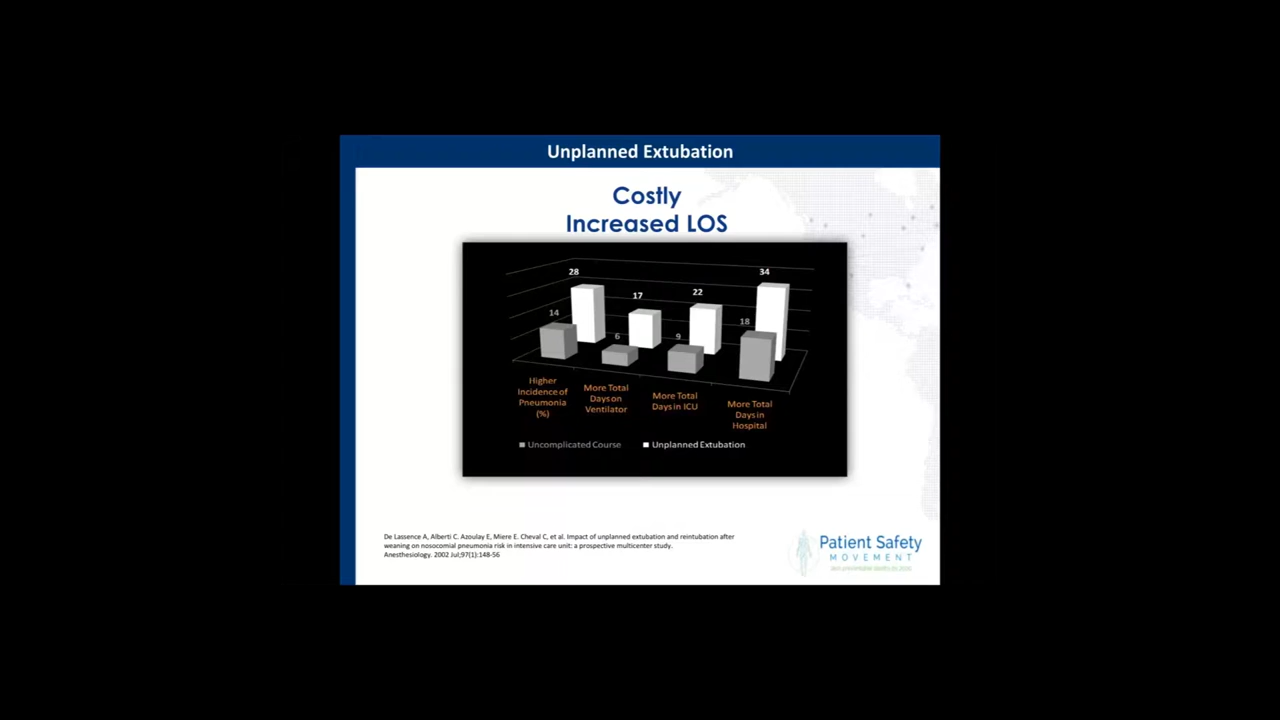 Unplanned Extubation
Costly
Increased LOS
28
34
17
22
14
18
6
9
Higher
Incidence of
Pneumonia
(%)
More Total
Days on
Ventilator
More Total
Days in ICU
More Total
Days in
Hospital
Uncomplicated Course
Unplanned Extubation
De Lassence A, Alberti C. Azoulay E, Miere E. Cheval C, et al. Impact of unplanned extubation and reintubation after
weaning on nosocomial pneumonia risk in intensive care unit: a prospective multicenter study.
Anesthesiology. 2002 Jul;97(1):148-56
Patient Safety
MOVEMENT